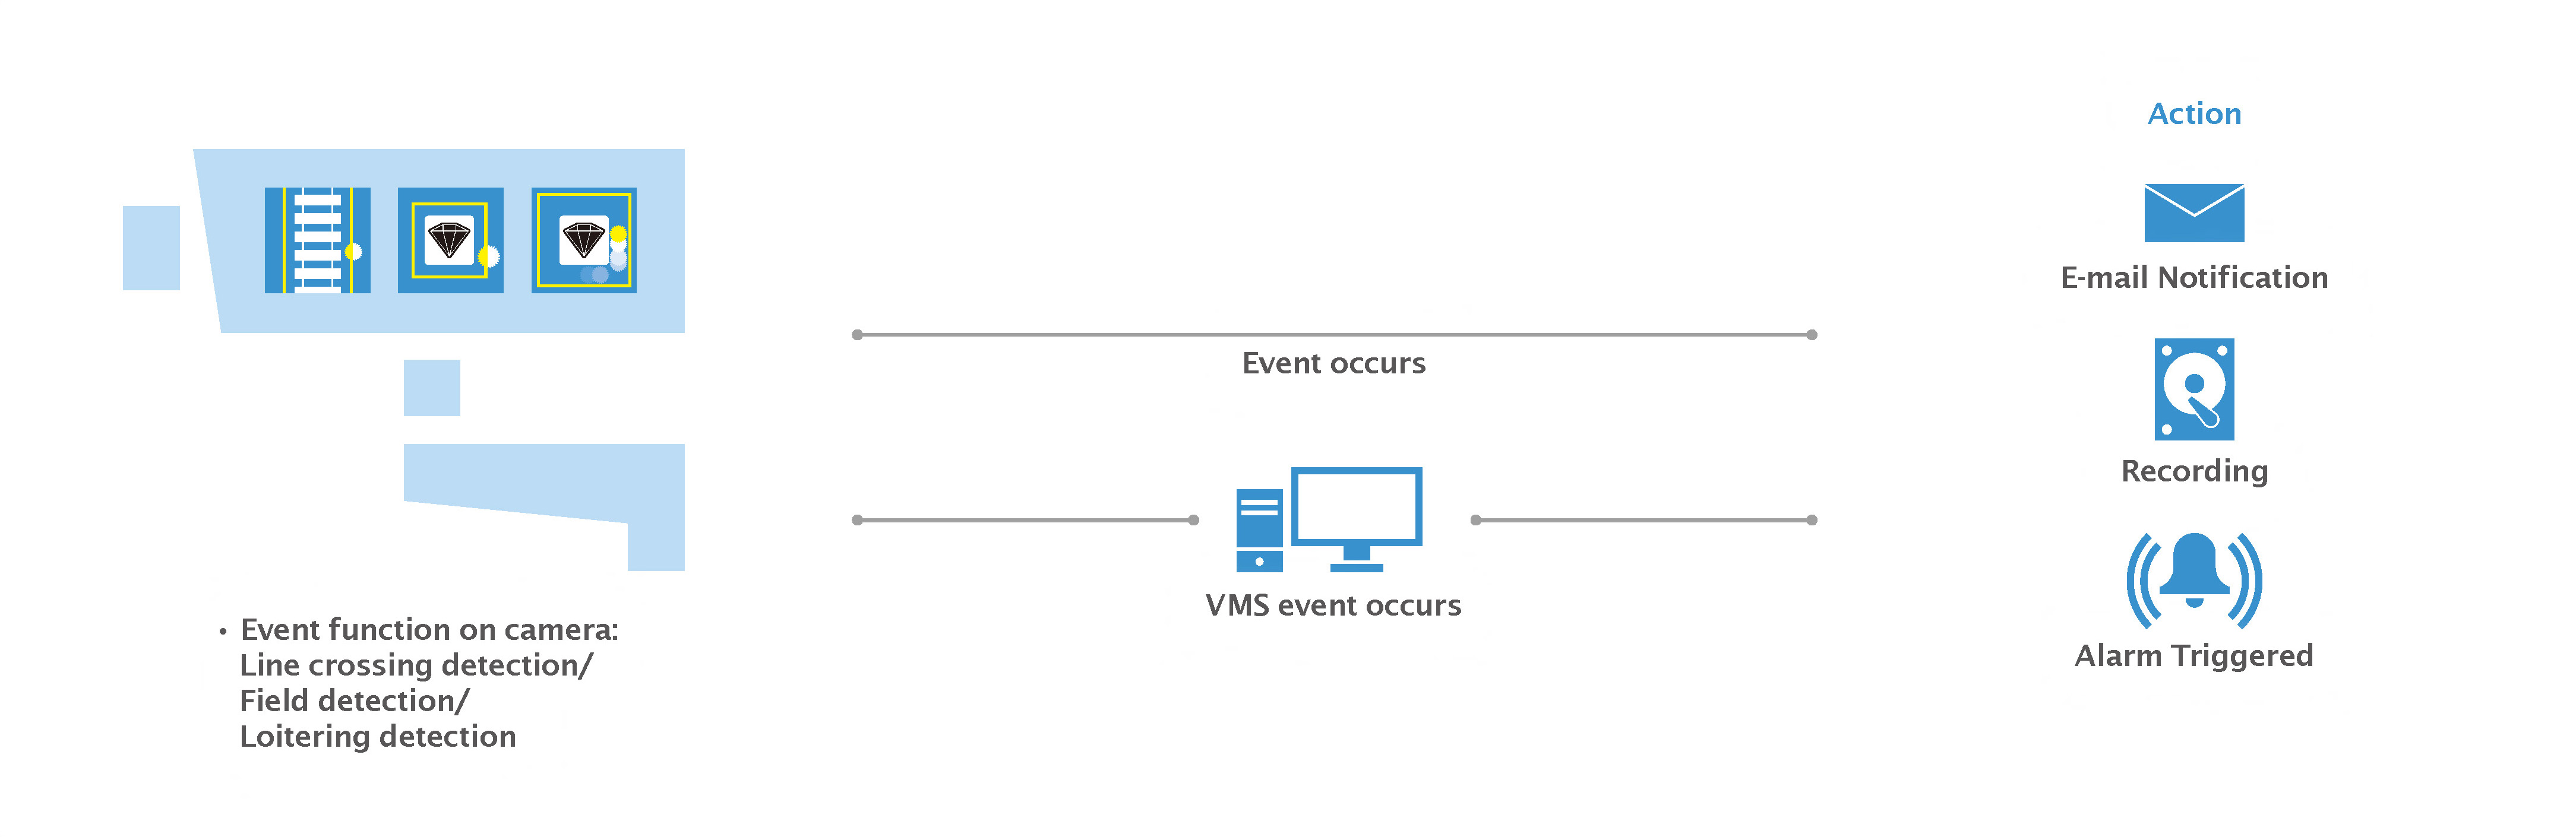 • Event function on camera:
Line crossing detection/
Field detection/
Loitering detection
Event occurs
VMS event occurs
Action
E-mail Notification
Recording
Alarm Triggered